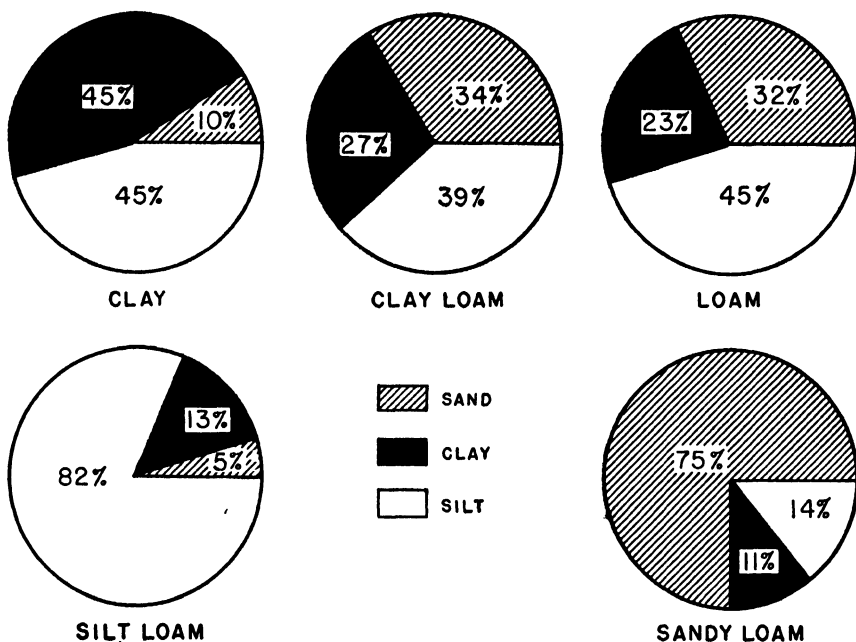 45%
10%
45%
CLAY
34%
27%
39%
CLAY LOAM
32%
23%
45%
LOAM
13%
5%
82%
SILT LOAM
SAND
CLAY
SILT
75%
14%
11%
SANDY LOAM